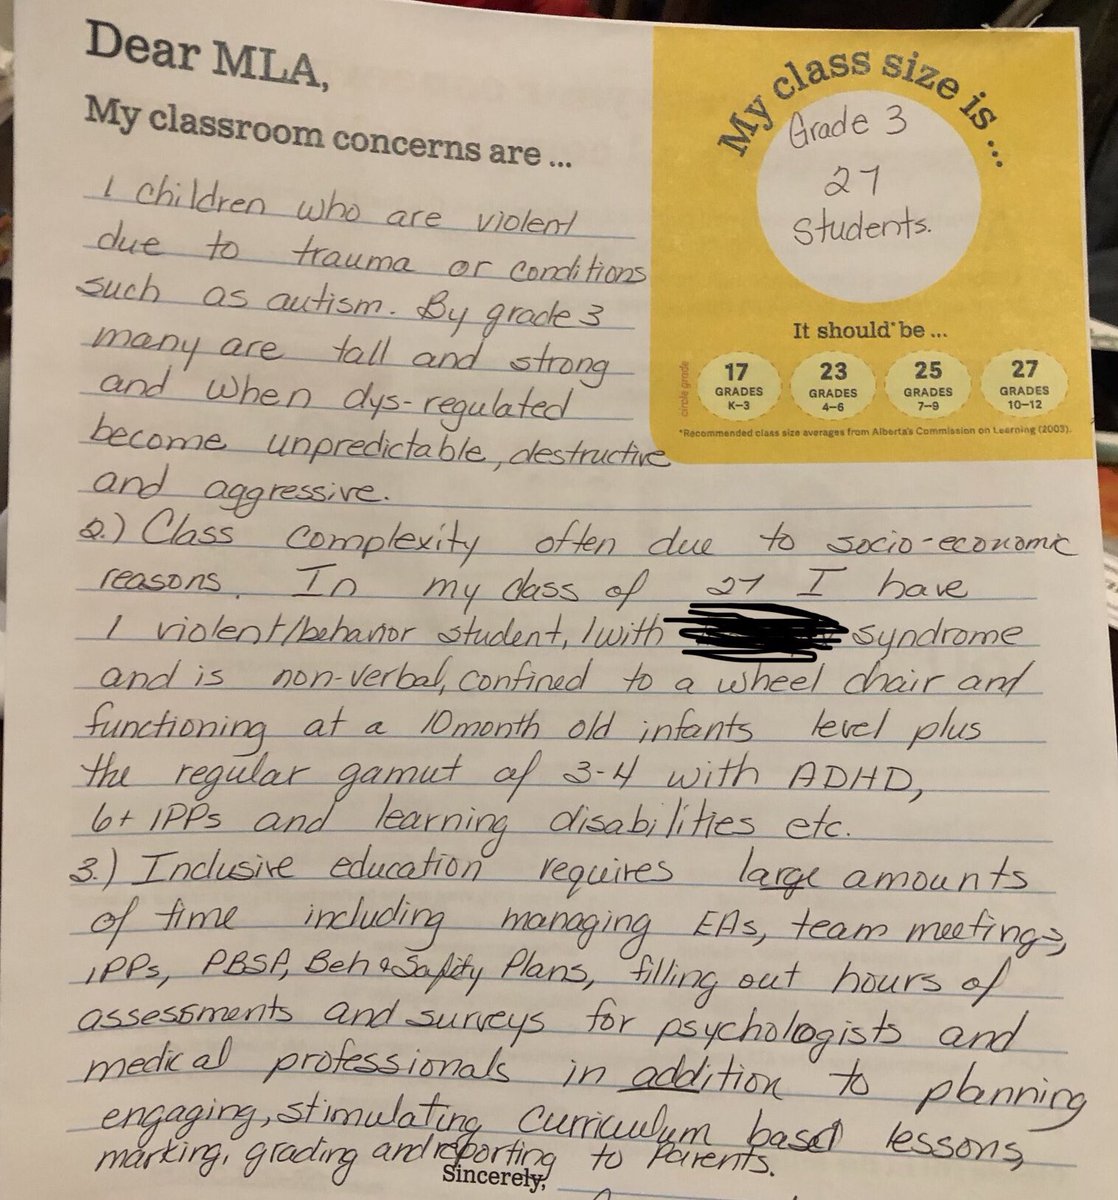 Dear MLA,
My classroom concerns are ...
1 children who are violent
due to trauma or conditions
such as autism. By grade 3
many are tall and strong
and when dys-regulated
become unpredictable, destructive
and aggressive.
My class size is ...
Grade 3
27
Students.
It should* be ...
circle grade
17
GRADES
K–3
23
GRADES
4–6
25
GRADES
7–9
27
GRADES
10–12
*Recommended class size averages from Alberta's Commission on Learning (2003).
2.) Class complexity often due to socio-economic
reasons. In my class of 27 I have
1 violent/behavior student, 1 with syndrome
and is non-verbal, confined to a wheel chair and
functioning at a 10 month old infants level plus
the regular gamut of 3-4 with ADHD,
6+ IPPs and learning disabilities etc.
3.) Inclusive education requires large amounts
of time including managing EAs, team meetings,
IPPs, PBSP, Beh & Safity Plans, filling out hours of
assessments and surveys for psychologists and
medical professionals in addition to planning
engaging, stimulating curriculum based lessons,
marking, grading and reporting to parents.
Sincerely,